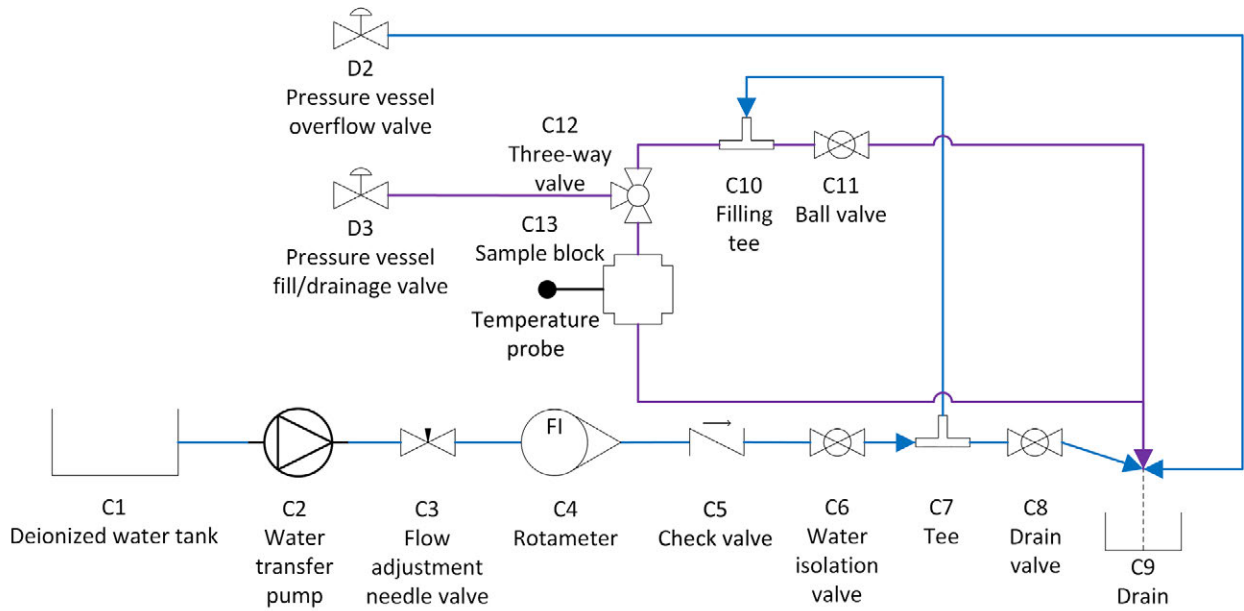 D2
Pressure vessel
overflow valve
C12
Three-way
valve
C10
Filling
tee
C11
Ball valve
D3
Pressure vessel
fill/drainage valve
C13
Sample block
Temperature
probe
FI
C1
Deionized water tank
C2
Water
transfer
pump
C3
Flow
adjustment
needle valve
C4
Rotameter
C5
Check valve
C6
Water
isolation
valve
C7
Tee
C8
Drain
valve
C9
Drain